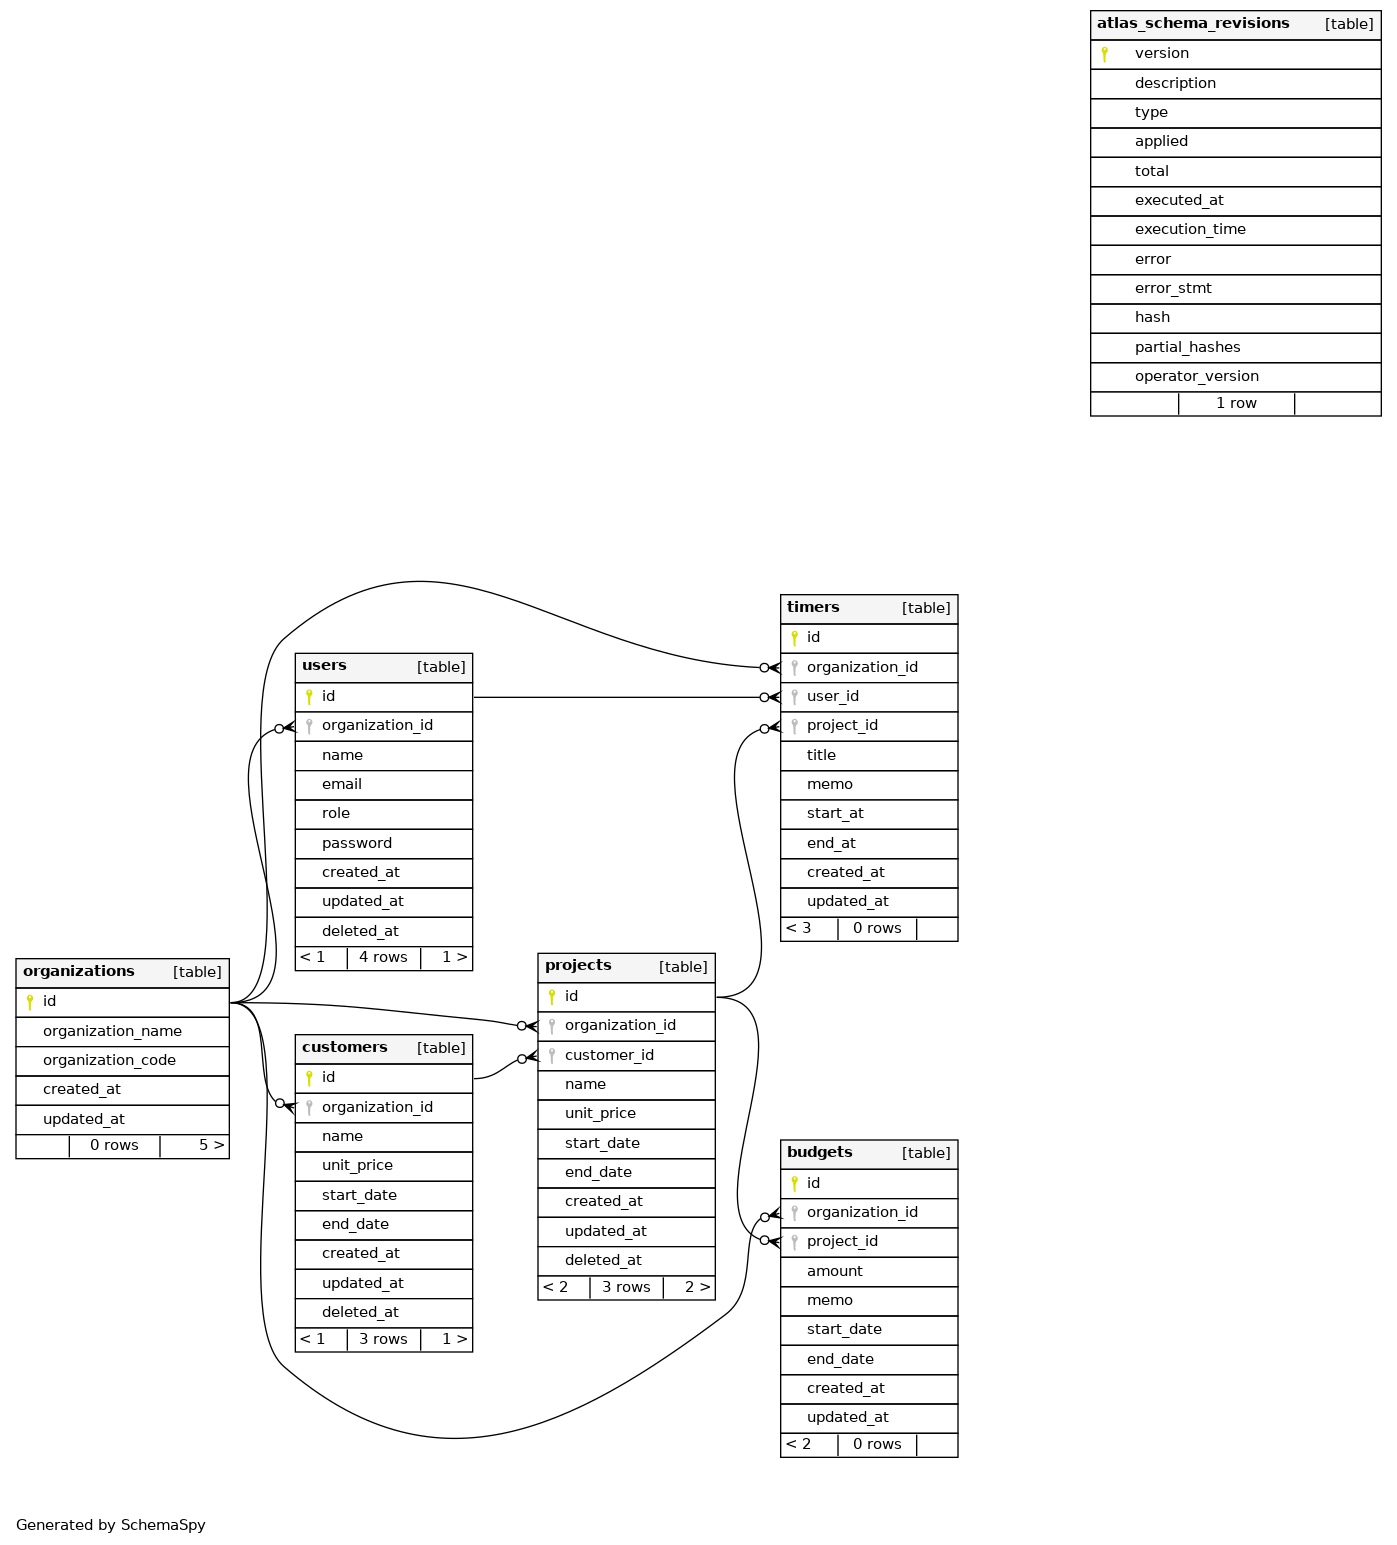 atlas_schema_revisions [table]
version
description
type
applied
total
executed_at
execution_time
error
error_stmt
hash
partial_hashes
operator_version
1 row
timers [table]
id
organization_id
user_id
project_id
title
memo
start_at
end_at
created_at
updated_at
< 3 0 rows
users [table]
id
organization_id
name
email
role
password
created_at
updated_at
deleted_at
< 1 4 rows 1 >
organizations [table]
id
organization_name
organization_code
created_at
updated_at
0 rows 5 >
projects [table]
id
organization_id
customer_id
name
unit_price
start_date
end_date
created_at
updated_at
deleted_at
< 2 3 rows 2 >
customers [table]
id
organization_id
name
unit_price
start_date
end_date
created_at
updated_at
deleted_at
< 1 3 rows 1 >
budgets [table]
id
organization_id
project_id
amount
memo
start_date
end_date
created_at
updated_at
< 2 0 rows
Generated by SchemaSpy